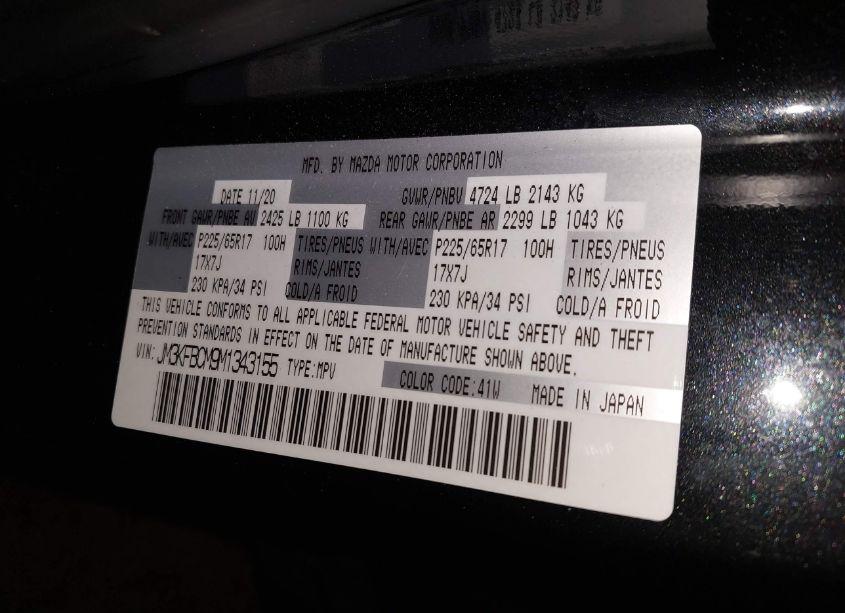 MFD. BY MAZDA MOTOR CORPORATION
DATE 11/20 GVWR/PNBV 4724 LB 2143 KG
FRONT GAWR/PNBE AV 2425 LB 1100 KG REAR GAWR/PNBE AR 2299 LB 1043 KG
WITH/AVEC P225/65R17 100H TIRES/PNEUS WITH/AVEC P225/65R17 100H TIRES/PNEUS
17X7J RIMS/JANTES 17X7J RIMS/JANTES
230 KPA/34 PSI COLD/A FROID 230 KPA/34 PSI COLD/A FROID
THIS VEHICLE CONFORMS TO ALL APPLICABLE FEDERAL MOTOR VEHICLE SAFETY AND THEFT
PREVENTION STANDARDS IN EFFECT ON THE DATE OF MANUFACTURE SHOWN ABOVE.
VIN: JM3KFBCM9M1343155 TYPE:MPV COLOR CODE:41W MADE IN JAPAN